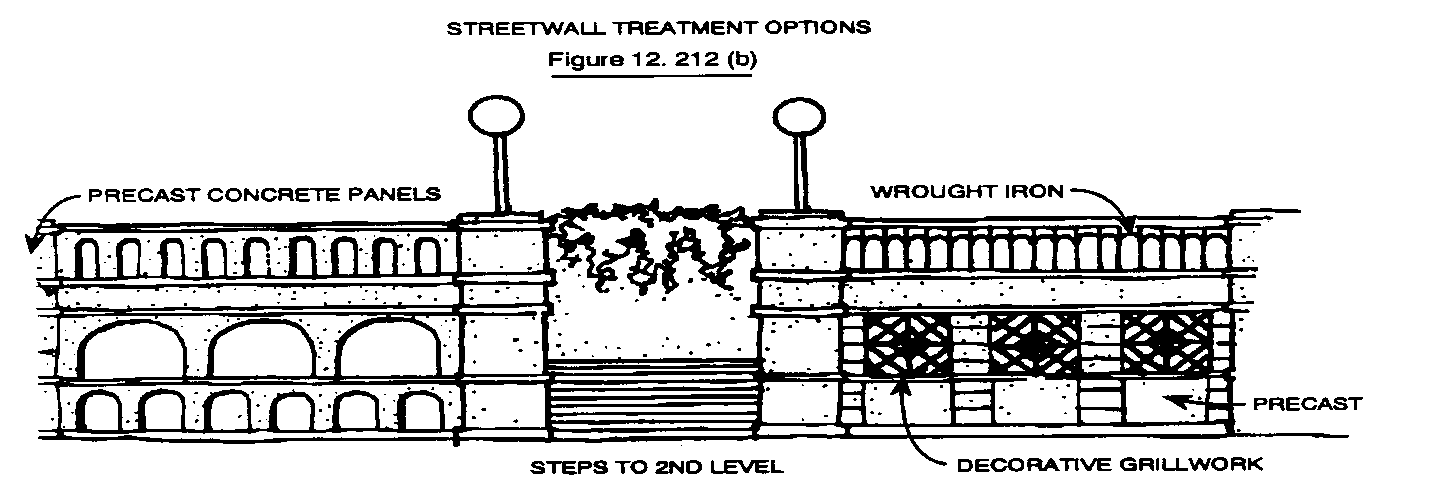 STREETWALL TREATMENT OPTIONS
Figure 12. 212 (b)
PRECAST CONCRETE PANELS
WROUGHT IRON
PRECAST
STEPS TO 2ND LEVEL
DECORATIVE GRILLWORK